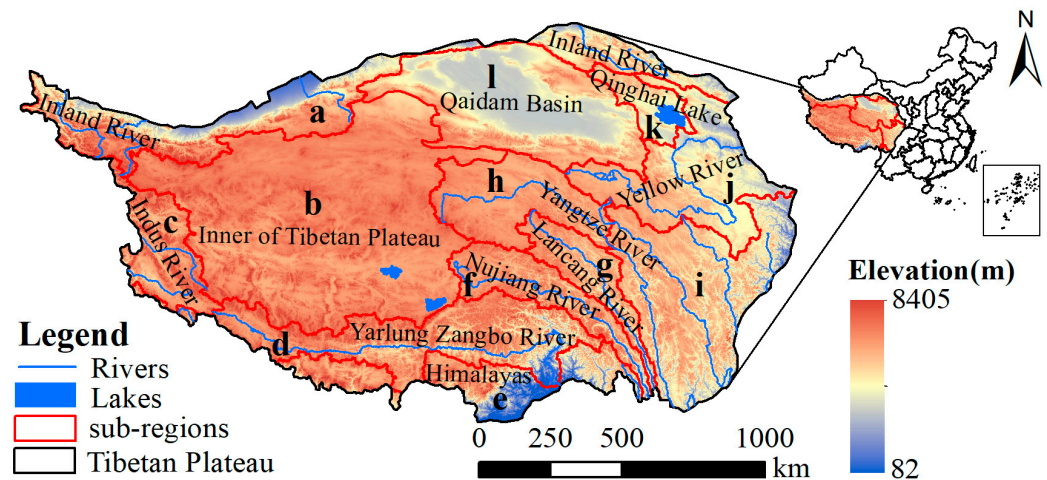 N
Inland River
l
Qaidam Basin
Qinghai Lake
k
a
Inland River
h
Yellow River
j
b
Inner of Tibetan Plateau
Yangtze River
c
Indus River
Lancang River
g
i
f
Nujiang River
Elevation(m)
8405
82
d
Yarlung Zangbo River
Himalayas
e
Legend
Rivers
Lakes
sub-regions
Tibetan Plateau
0 250 500 1000
km